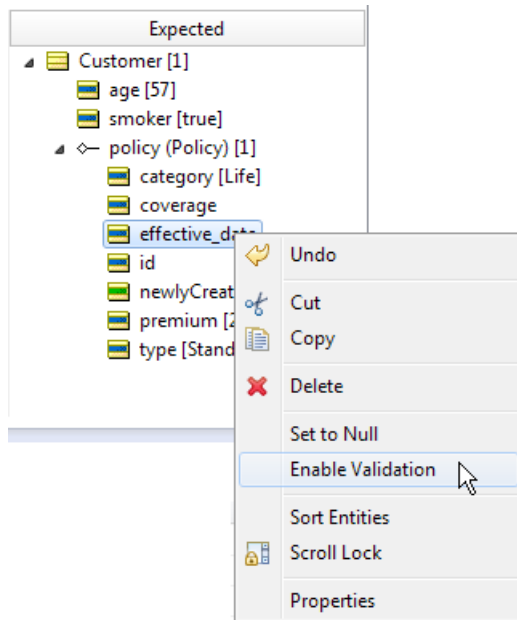 Expected
Customer [1]
age [57]
smoker [true]
policy (Policy) [1]
category [Life]
coverage
effective_date
id
newlyCreat
premium [2
type [Stand
Undo
Cut
Copy
Delete
Set to Null
Enable Validation
Sort Entities
Scroll Lock
Properties